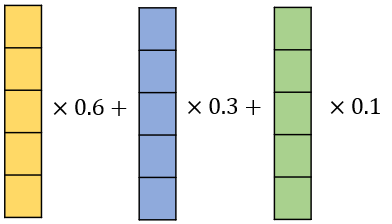 × 0.6 + × 0.3 + × 0.1